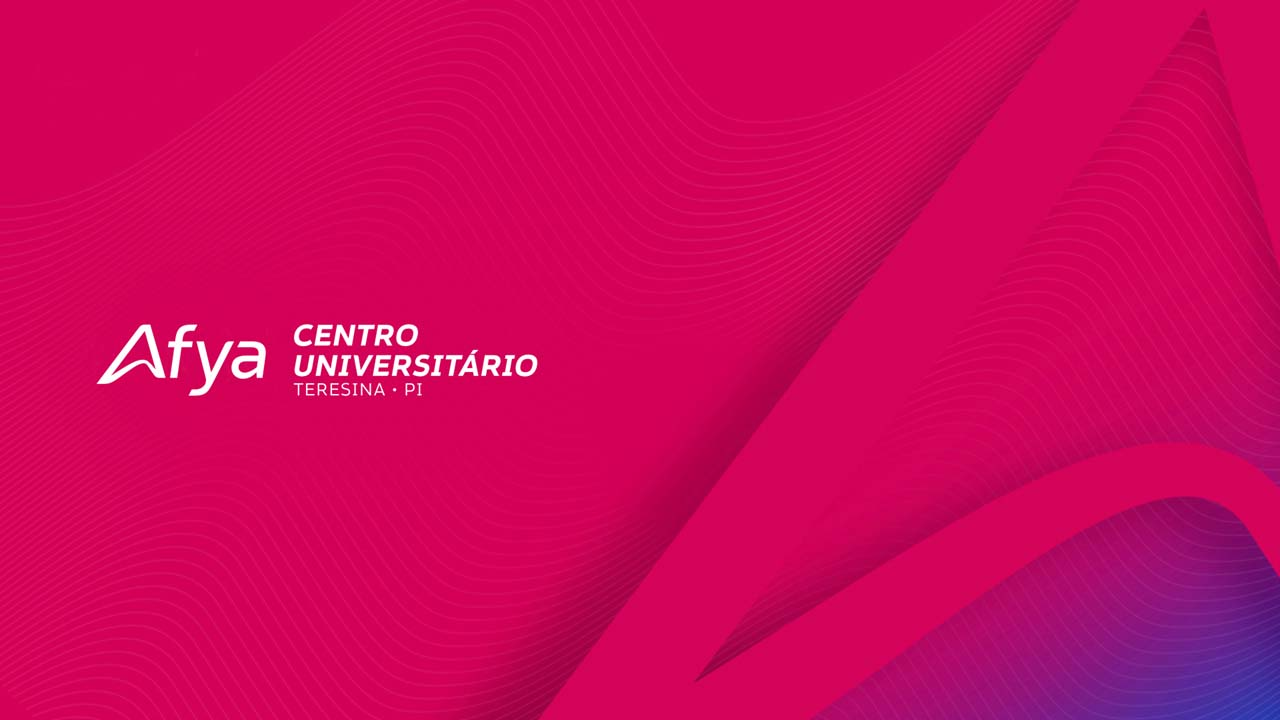 Afya
CENTRO
UNIVERSITÁRIO
TERESINA • PI